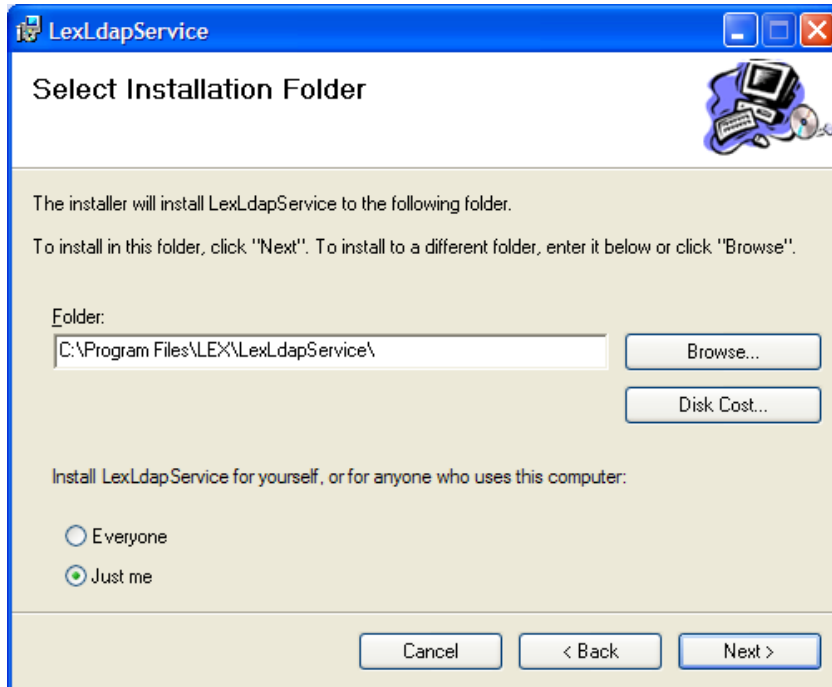 LexLdapService
Select Installation Folder
The installer will install LexLdapService to the following folder.
To install in this folder, click "Next". To install to a different folder, enter it below or click "Browse".
Folder:
C:\Program Files\LEX\LexLdapService\
Browse...
Disk Cost...
Install LexLdapService for yourself, or for anyone who uses this computer:
Everyone
Just me
Cancel
< Back
Next >